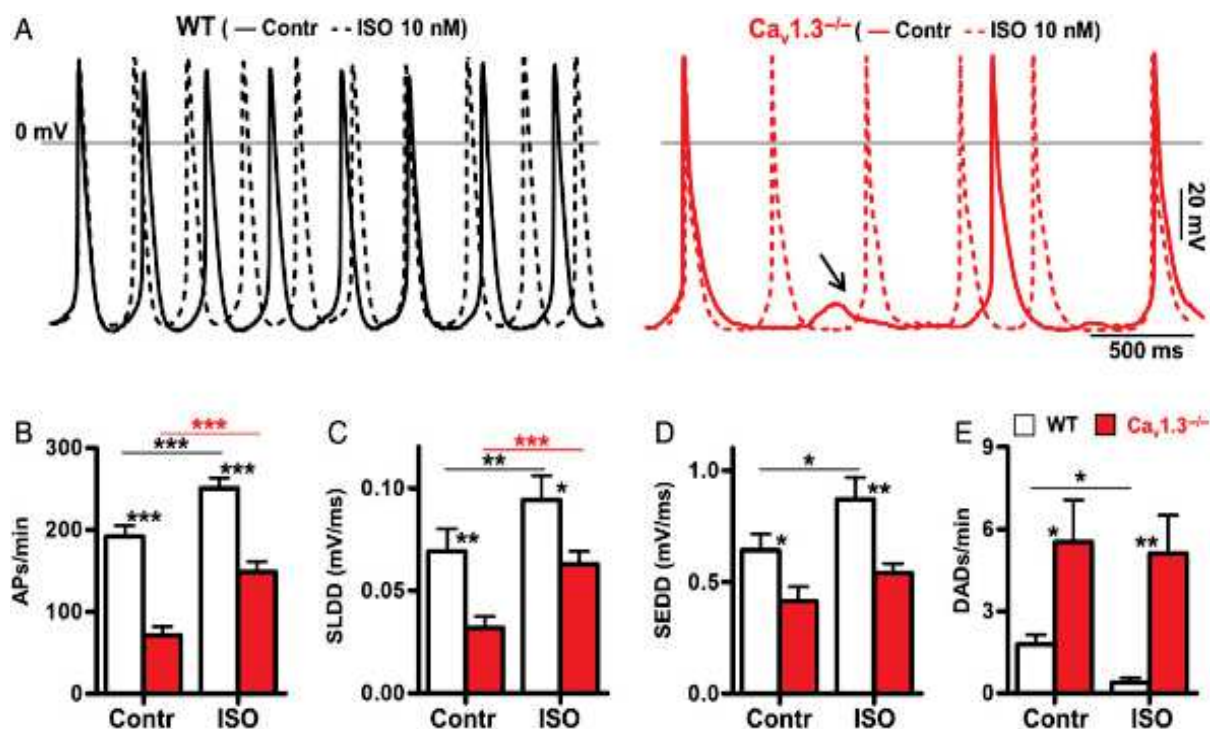 A
WT ( — Contr --- ISO 10 nM)
Cav1.3−/− ( — Contr --- ISO 10 nM)
0 mV
20 mV
500 ms
B
***
***
***
***
300
200
100
0
APs/min
Contr
ISO
C
**
***
**
*
0.10
0.05
0.00
SLDD (mV/ms)
Contr
ISO
D
*
*
**
1.0
0.5
0.0
SEDD (mV/ms)
Contr
ISO
E
WT
Cav1.3−/−
*
*
**
9
6
3
0
DADs/min
Contr
ISO